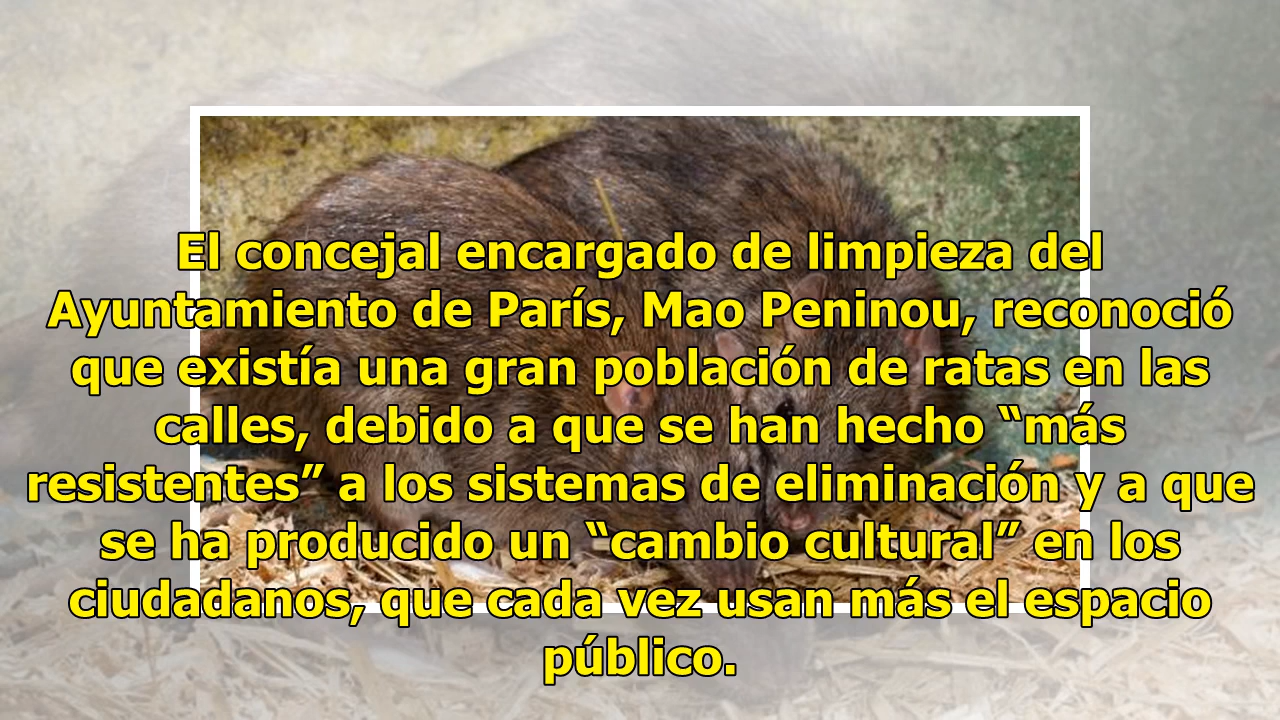 El concejal encargado de limpieza del
Ayuntamiento de París, Mao Peninou, reconoció
que existía una gran población de ratas en las
calles, debido a que se han hecho “más
resistentes” a los sistemas de eliminación y a que
se ha producido un “cambio cultural” en los
ciudadanos, que cada vez usan más el espacio
público.